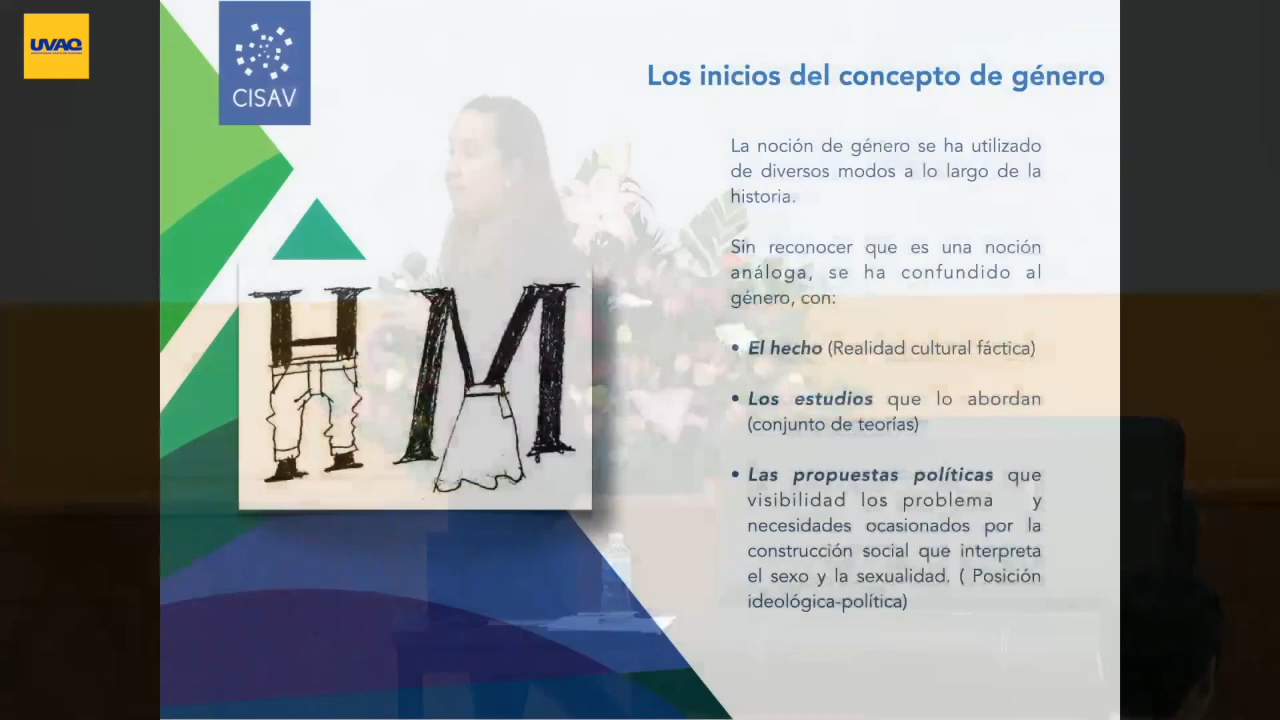 UVAQ
CISAV
Los inicios del concepto de género
La noción de género se ha utilizado
de diversos modos a lo largo de la
historia.
Sin reconocer que es una noción
análoga, se ha confundido al
género, con:
• El hecho (Realidad cultural fáctica)
• Los estudios que lo abordan
(conjunto de teorías)
• Las propuestas políticas que
visibilidad los problema y
necesidades ocasionados por la
construcción social que interpreta
el sexo y la sexualidad. ( Posición
ideológica-política)
H M